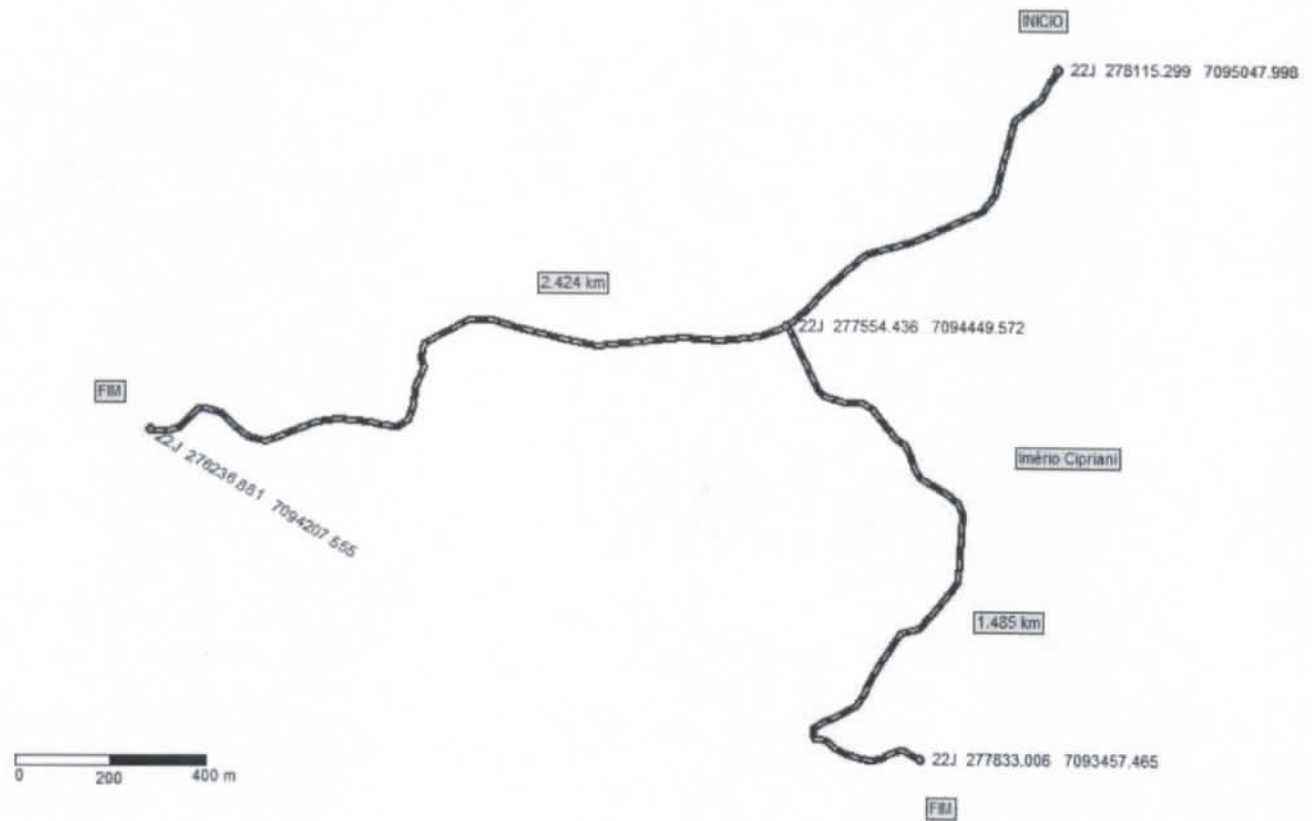 INICIO
22J 278115.299 7095047.998
2.424 km
22J 277554.436 7094449.572
FIM
22J 276236.881 7094207.555
Imério Cipriani
1.485 km
0 200 400 m
22J 277833.006 7093457.465
FIM